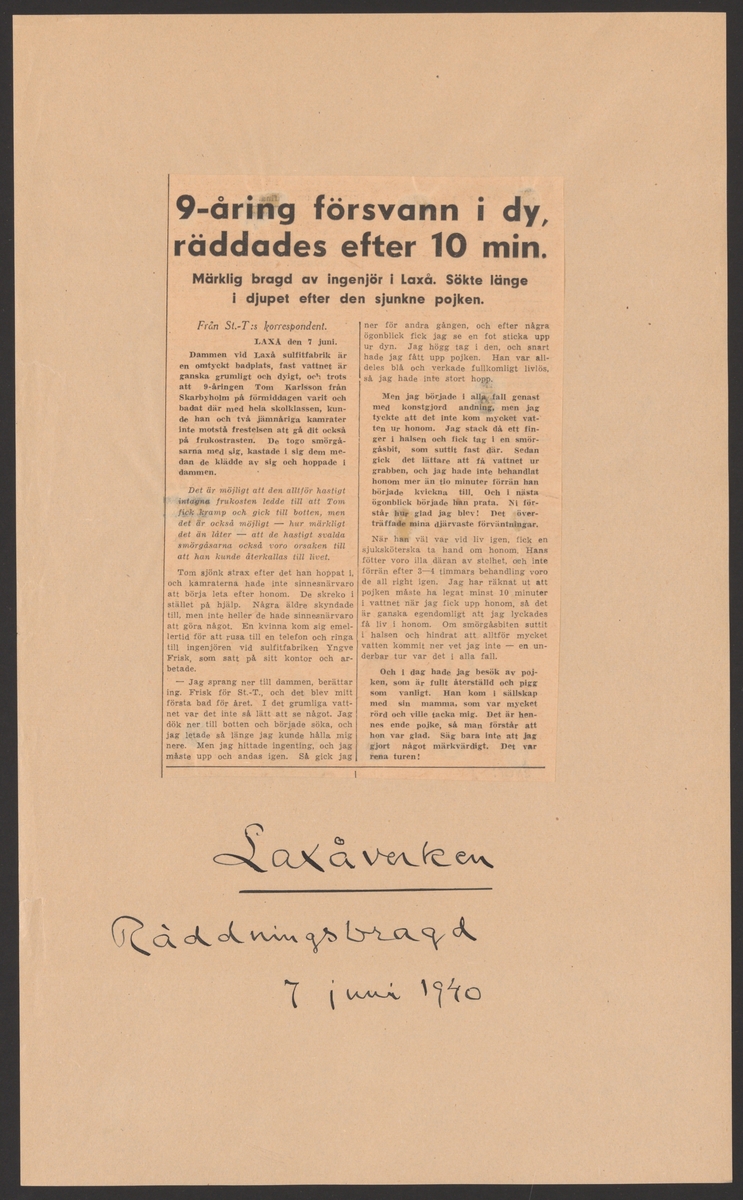 9-åring försvann i dy,
räddades efter 10 min.
Märklig bragd av ingenjör i Laxå. Sökte länge
i djupet efter den sjunkne pojken.
Från St.-T:s korrespondent.
LAXÅ den 7 juni.
Dammen vid Laxå sulfitfabrik är
en omtyckt badplats, fast vattnet är
ganska grumligt och dyigt, och trots
att 9-åringen Tom Karlsson från
Skarbyholm på förmiddagen varit och
badat där med hela skolklassen, kun-
de han och två jämnåriga kamrater
inte motstå frestelsen att gå dit också
på frukostrasten. De togo smörgå-
sarna med sig, kastade i sig dem me-
dan de klädde av sig och hoppade i
dammen.
Det är möjligt att den alltför hastigt
intagna frukosten ledde till att Tom
fick kramp och gick till botten, men
det är också möjligt — hur märkligt
det än låter — att de hastigt svalda
smörgåsarna också voro orsaken till
att han kunde återkallas till livet.
Tom sjönk strax efter det han hoppat i,
och kamraterna hade inte sinnesnärvaro
att börja leta efter honom. De skreko i
stället på hjälp. Några äldre skyndade
till, men inte heller de hade sinnesnärvaro
att göra något. En kvinna kom sig emel-
lertid för att rusa till en telefon och ringa
till ingenjören vid sulfitfabriken Yngve
Frisk, som satt på sitt kontor och ar-
betade.
— Jag sprang ner till dammen, berättar
ing. Frisk för St.-T., och det blev mitt
första bad för året. I det grumliga vatt-
net var det inte så lätt att se något. Jag
dök ner till botten och började söka, och
jag letade så länge jag kunde hålla mig
nere. Men jag hittade ingenting, och jag
måste upp och andas igen. Så gick jag
ner för andra gången, och efter några
ögonblick fick jag se en fot sticka upp
ur dyn. Jag högg tag i den, och snart
hade jag fått upp pojken. Han var all-
deles blå och verkade fullkomligt livlös,
så jag hade inte stort hopp.
Men jag började i alla fall genast
med konstgjord andning, men jag
tyckte att det inte kom mycket vat-
ten ur honom. Jag stack då ett fin-
ger i halsen och fick tag i en smör-
gåsbit, som suttit fast där. Sedan
gick det lättare att få vattnet ur
grabben, och jag hade inte behandlat
honom mer än tio minuter förrän han
började kvickna till. Och i nästa
ögonblick började han prata. Ni för-
står hur glad jag blev! Det över-
träffade mina djärvaste förväntningar.
När han väl var vid liv igen, fick en
sjuksköterska ta hand om honom. Hans
fötter voro illa däran av stelhet, och inte
förrän efter 3—4 timmars behandling voro
de all right igen. Jag har räknat ut att
pojken måste ha legat minst 10 minuter
i vattnet när jag fick upp honom, så det
är ganska egendomligt att jag lyckades
få liv i honom. Om smörgåsbiten suttit
i halsen och hindrat att alltför mycket
vatten kommit ner vet jag inte — en un-
derbar tur var det i alla fall.
Och i dag hade jag besök av poj-
ken, som är fullt återställd och pigg
som vanligt. Han kom i sällskap
med sin mamma, som var mycket
rörd och ville tacka mig. Det är hen-
nes ende pojke, så man förstår att
hon var glad. Säg bara inte att jag
gjort något märkvärdigt. Det var
rena turen!
Laxåverken
Räddningsbragd
7 juni 1940